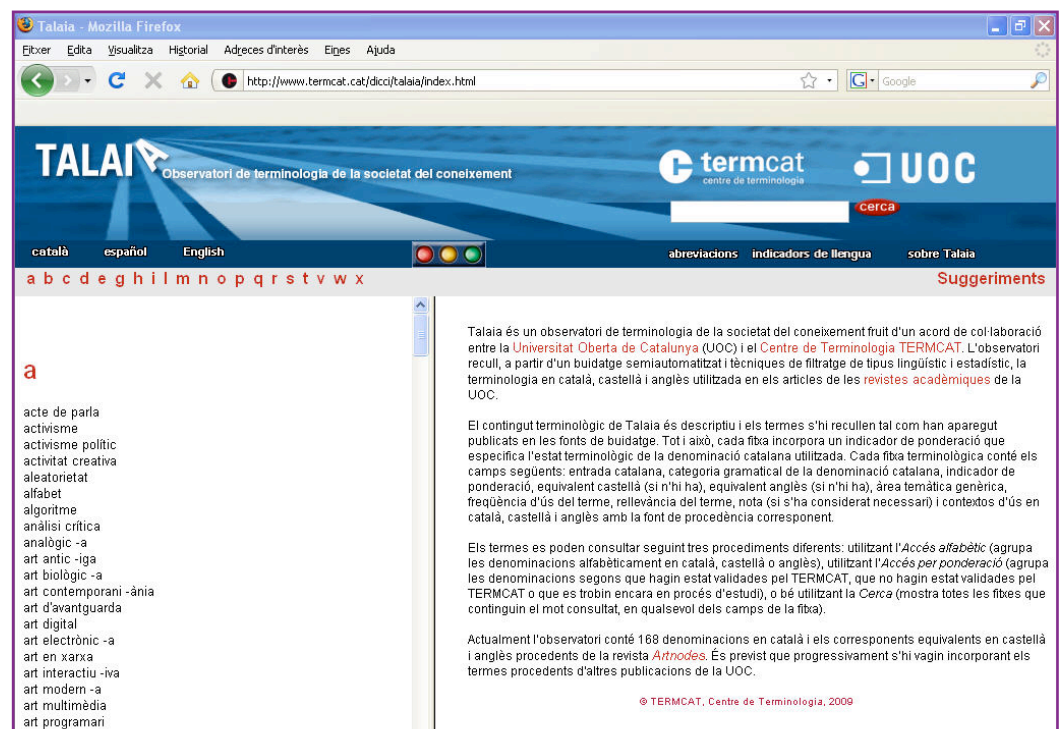 Talaia - Mozilla Firefox
Fitxer Edita Visualitza Historial Adreces d'interès Eines Ajuda
http://www.termcat.cat/dicci/talaia/index.html
Google
TALAIA
Observatori de terminologia de la societat del coneixement
termcat
centre de terminologia
UOC
cerca
català español English
abreviacions indicadors de llengua sobre Talaia
a b c d e g h i l m n o p q r s t v w x
Suggeriments
a
acte de parla
activisme
activisme polític
activitat creativa
aleatorietat
alfabet
algoritme
anàlisi crítica
analògic -a
art antic -iga
art biològic -a
art contemporani -ània
art d'avantguarda
art digital
art electrònic -a
art en xarxa
art interactiu -iva
art modern -a
art multimèdia
art programari
Talaia és un observatori de terminologia de la societat del coneixement fruit d'un acord de col·laboració
entre la Universitat Oberta de Catalunya (UOC) i el Centre de Terminologia TERMCAT. L'observatori
recull, a partir d'un buidatge semiautomatitzat i tècniques de filtratge de tipus lingüístic i estadístic, la
terminologia en català, castellà i anglès utilitzada en els articles de les revistes acadèmiques de la
UOC.
El contingut terminològic de Talaia és descriptiu i els termes s'hi recullen tal com han aparegut
publicats en les fonts de buidatge. Tot i això, cada fitxa incorpora un indicador de ponderació que
especifica l'estat terminològic de la denominació catalana utilitzada. Cada fitxa terminològica conté els
camps següents: entrada catalana, categoria gramatical de la denominació catalana, indicador de
ponderació, equivalent castellà (si n'hi ha), equivalent anglès (si n'hi ha), àrea temàtica genèrica,
freqüència d'ús del terme, rellevància del terme, nota (si s'ha considerat necessari) i contextos d'ús en
català, castellà i anglès amb la font de procedència corresponent.
Els termes es poden consultar seguint tres procediments diferents: utilitzant l'Accés alfabètic (agrupa
les denominacions alfabèticament en català, castellà o anglès), utilitzant l'Accés per ponderació (agrupa
les denominacions segons que hagin estat validades pel TERMCAT, que no hagin estat validades pel
TERMCAT o que es trobin encara en procés d'estudi), o bé utilitzant la Cerca (mostra totes les fitxes que
continguin el mot consultat, en qualsevol dels camps de la fitxa).
Actualment l'observatori conté 168 denominacions en català i els corresponents equivalents en castellà
i anglès procedents de la revista Artnodes. És previst que progressivament s'hi vagin incorporant els
termes procedents d'altres publicacions de la UOC.
© TERMCAT, Centre de Terminologia, 2009